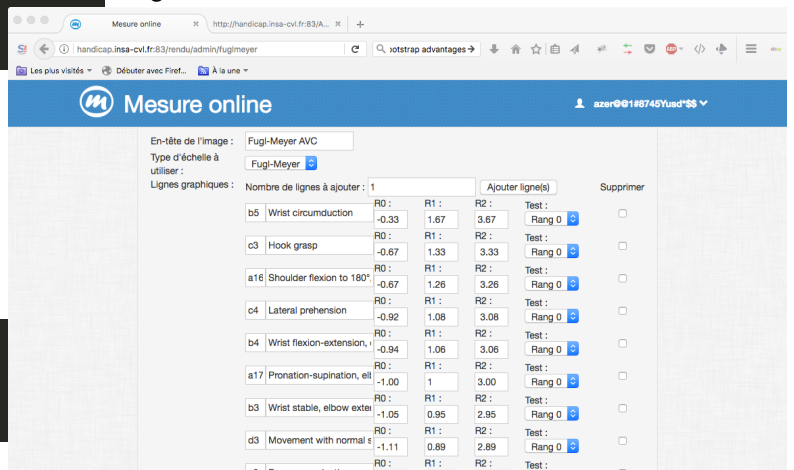 Mesure online
http://handicap.insa-cvl.fr:83/A...
handicap.insa-cvl.fr:83/rendu/admin/fuglmeyer
ootstrap advantages
Les plus visités
Débuter avec Firef...
À la une
Mesure online
azer@@1#8745Yusd*$$
En-tête de l'image : Fugl-Meyer AVC
Type d'échelle à utiliser : Fugl-Meyer
Lignes graphiques : Nombre de lignes à ajouter : 1 Ajouter ligne(s) Supprimer
R0 : R1 : R2 : Test :
b5 Wrist circumduction -0.33 1.67 3.67 Rang 0
R0 : R1 : R2 : Test :
c3 Hook grasp -0.67 1.33 3.33 Rang 0
R0 : R1 : R2 : Test :
a16 Shoulder flexion to 180° -0.67 1.26 3.26 Rang 0
R0 : R1 : R2 : Test :
c4 Lateral prehension -0.92 1.08 3.08 Rang 0
R0 : R1 : R2 : Test :
b4 Wrist flexion-extension, -0.94 1.06 3.06 Rang 0
R0 : R1 : R2 : Test :
a17 Pronation-supination, el -1.00 1 3.00 Rang 0
R0 : R1 : R2 : Test :
b3 Wrist stable, elbow exte -1.05 0.95 2.95 Rang 0
R0 : R1 : R2 : Test :
d3 Movement with normal s -1.11 0.89 2.89 Rang 0
R0 : R1 : R2 : Test :